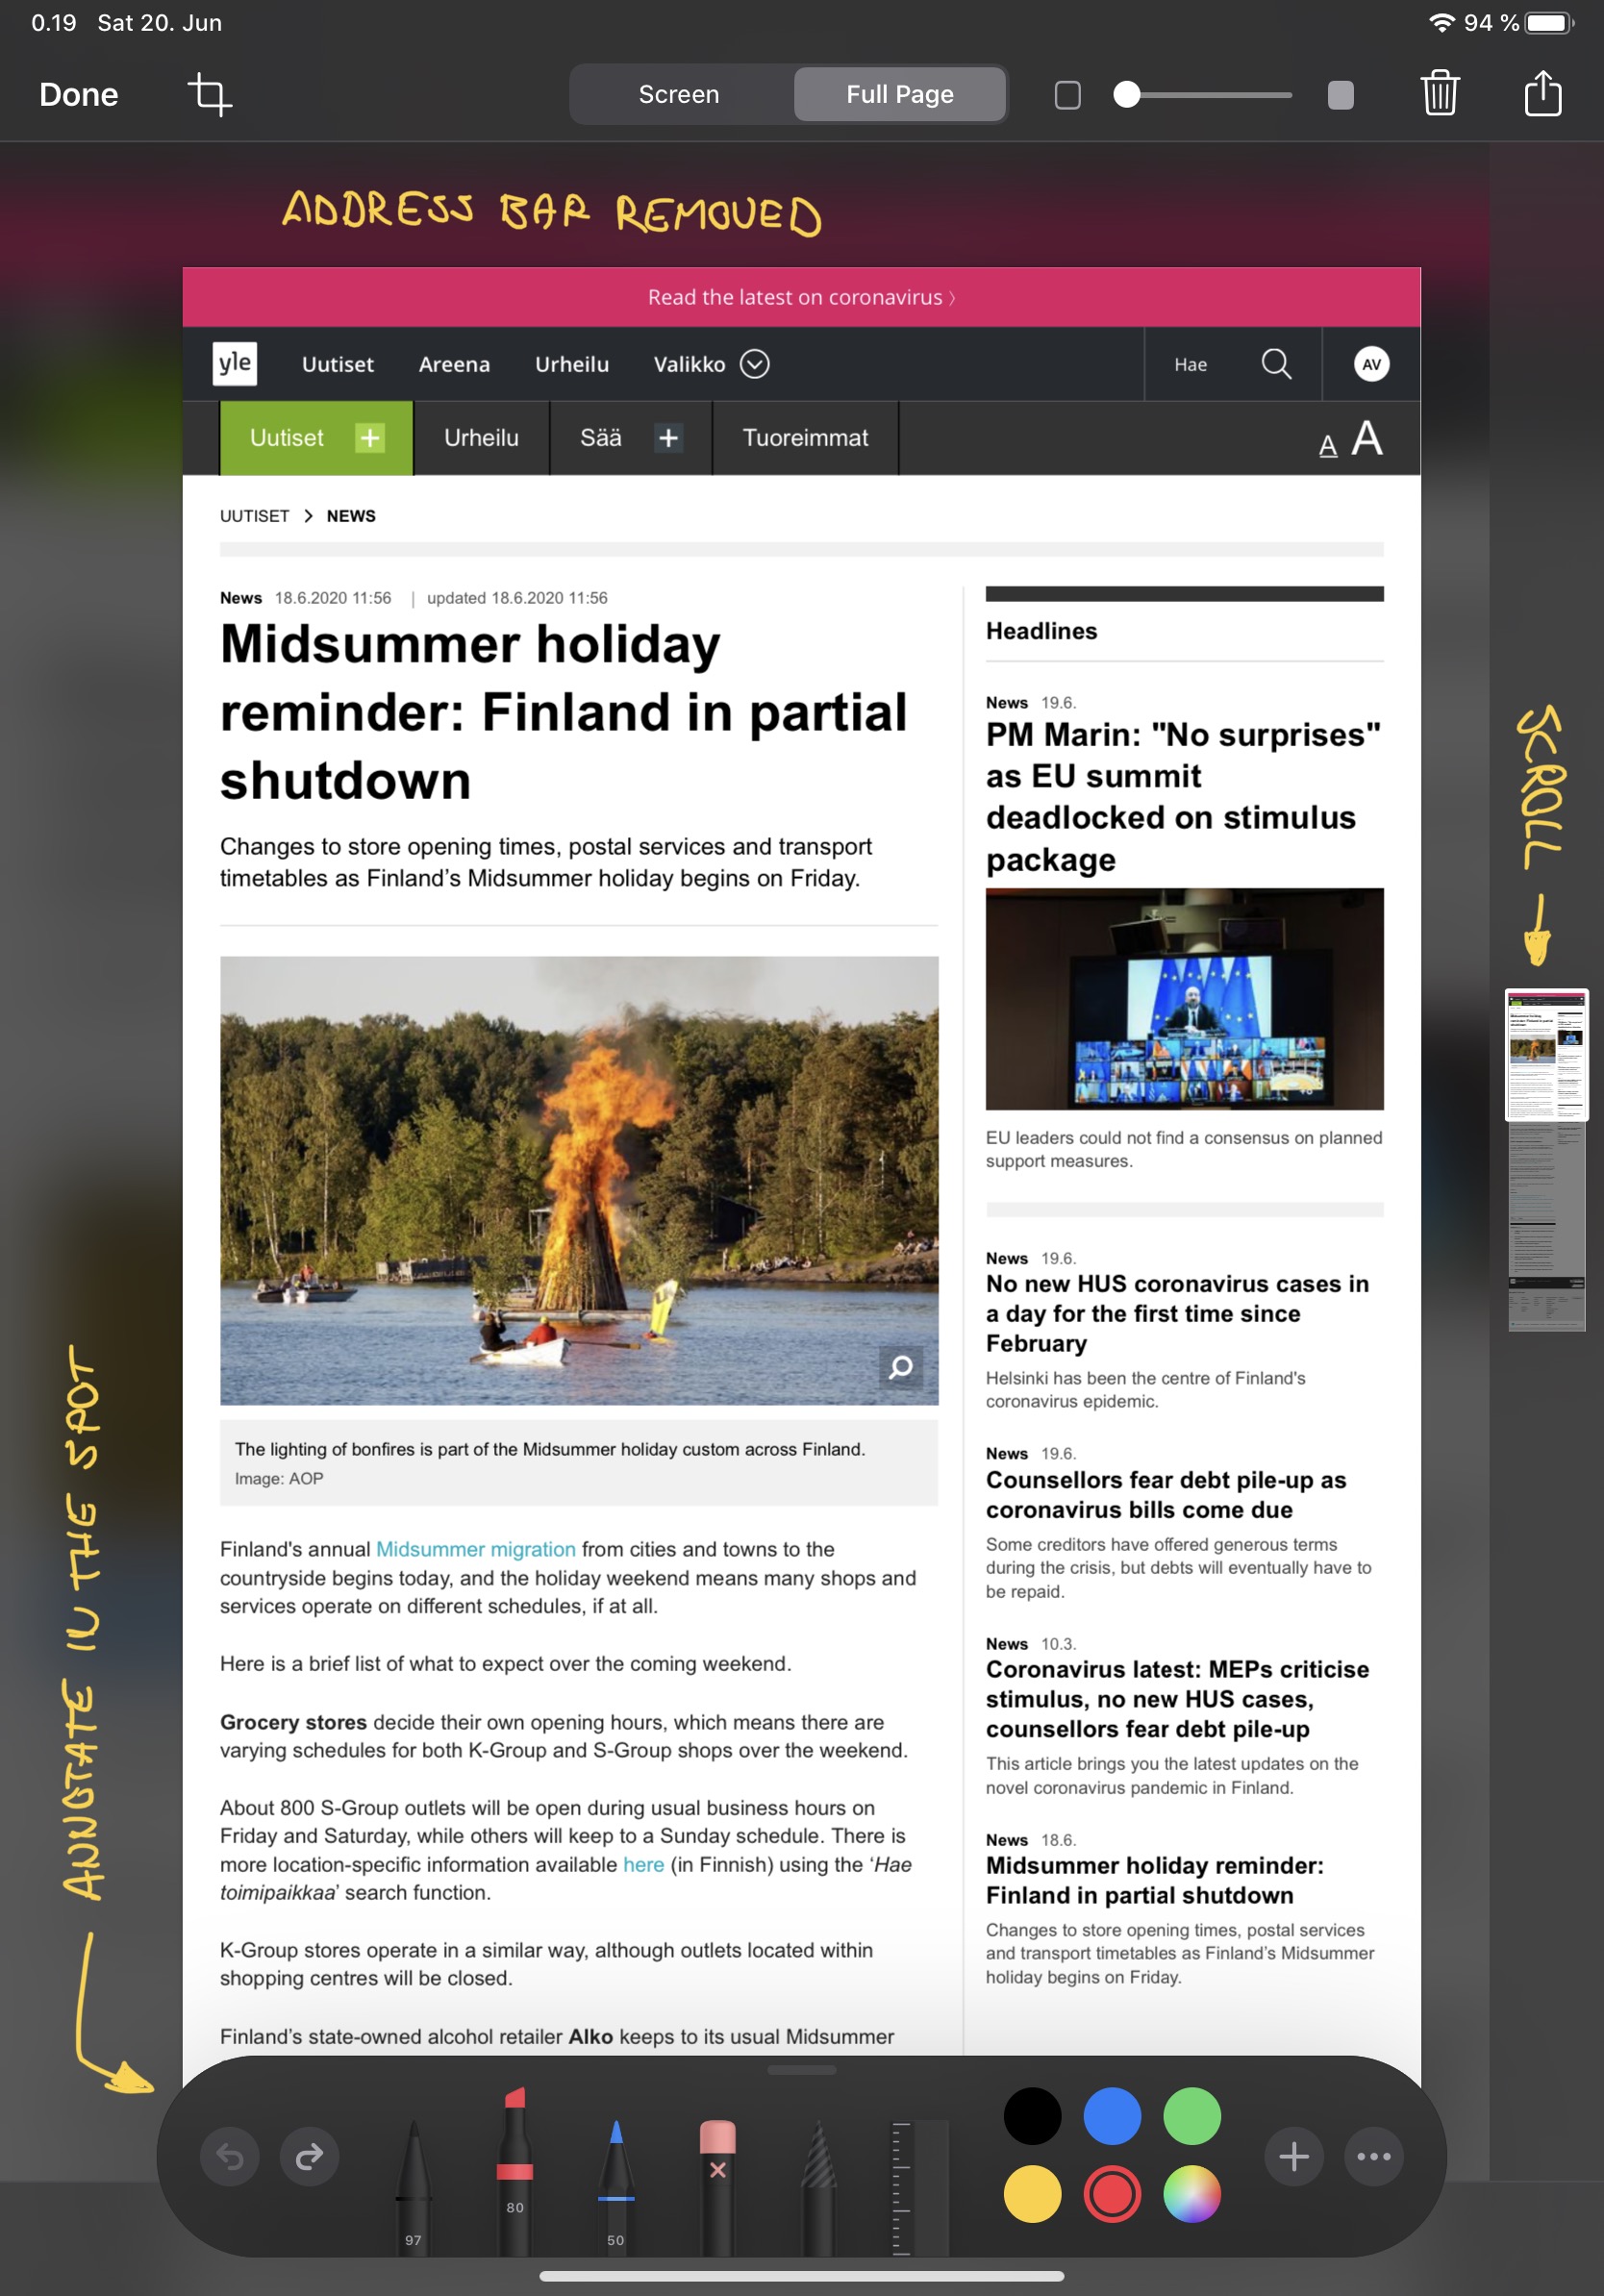 0.19 Sat 20. Jun 94 %
Done Screen Full Page
ADDRESS BAR REMOVED
Read the latest on coronavirus 〉
yle Uutiset Areena Urheilu Valikko Hae AV
Uutiset + Urheilu Sää + Tuoreimmat A A
UUTISET > NEWS
News 18.6.2020 11:56 | updated 18.6.2020 11:56
Midsummer holiday
reminder: Finland in partial
shutdown
Changes to store opening times, postal services and transport
timetables as Finland’s Midsummer holiday begins on Friday.
The lighting of bonfires is part of the Midsummer holiday custom across Finland.
Image: AOP
Finland's annual Midsummer migration from cities and towns to the
countryside begins today, and the holiday weekend means many shops and
services operate on different schedules, if at all.
Here is a brief list of what to expect over the coming weekend.
Grocery stores decide their own opening hours, which means there are
varying schedules for both K-Group and S-Group shops over the weekend.
About 800 S-Group outlets will be open during usual business hours on
Friday and Saturday, while others will keep to a Sunday schedule. There is
more location-specific information available here (in Finnish) using the ‘Hae
toimipaikkaa’ search function.
K-Group stores operate in a similar way, although outlets located within
shopping centres will be closed.
Finland’s state-owned alcohol retailer Alko keeps to its usual Midsummer
Headlines
News 19.6.
PM Marin: "No surprises"
as EU summit
deadlocked on stimulus
package
EU leaders could not find a consensus on planned
support measures.
News 19.6.
No new HUS coronavirus cases in
a day for the first time since
February
Helsinki has been the centre of Finland's
coronavirus epidemic.
News 19.6.
Counsellors fear debt pile-up as
coronavirus bills come due
Some creditors have offered generous terms
during the crisis, but debts will eventually have to
be repaid.
News 10.3.
Coronavirus latest: MEPs criticise
stimulus, no new HUS cases,
counsellors fear debt pile-up
This article brings you the latest updates on the
novel coronavirus pandemic in Finland.
News 18.6.
Midsummer holiday reminder:
Finland in partial shutdown
Changes to store opening times, postal services
and transport timetables as Finland’s Midsummer
holiday begins on Friday.
SCROLL
ANNOTATE IN THE SPOT
97 80 50